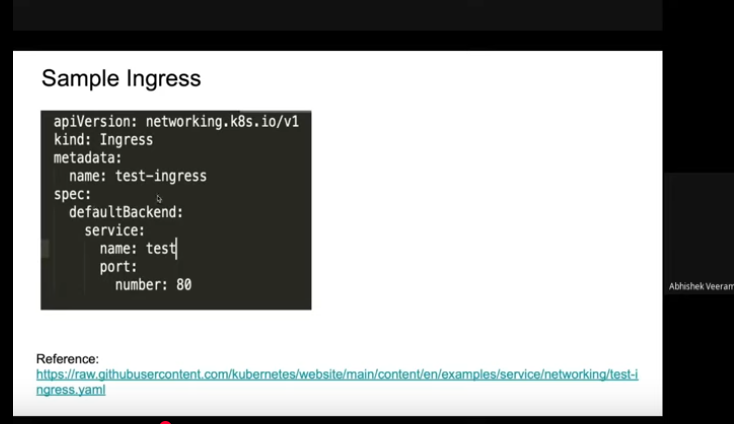 Sample Ingress
apiVersion: networking.k8s.io/v1
kind: Ingress
metadata:
  name: test-ingress
spec:
  defaultBackend:
    service:
      name: test
      port:
        number: 80
Reference:
https://raw.githubusercontent.com/kubernetes/website/main/content/en/examples/service/networking/test-i
ngress.yaml
Abhishek Veeram